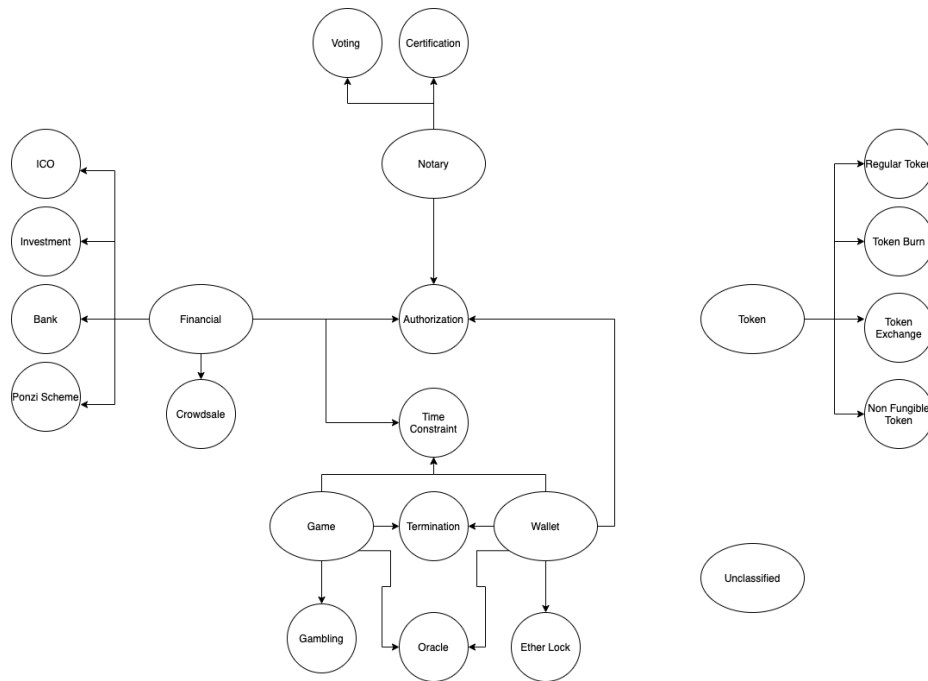 Voting
Certification
ICO
Notary
Regular Token
Investment
Token Burn
Bank
Financial
Authorization
Token
Token
Exchange
Ponzi Scheme
Crowdsale
Time
Constraint
Non Fungible
Token
Game
Termination
Wallet
Unclassified
Gambling
Oracle
Ether Lock